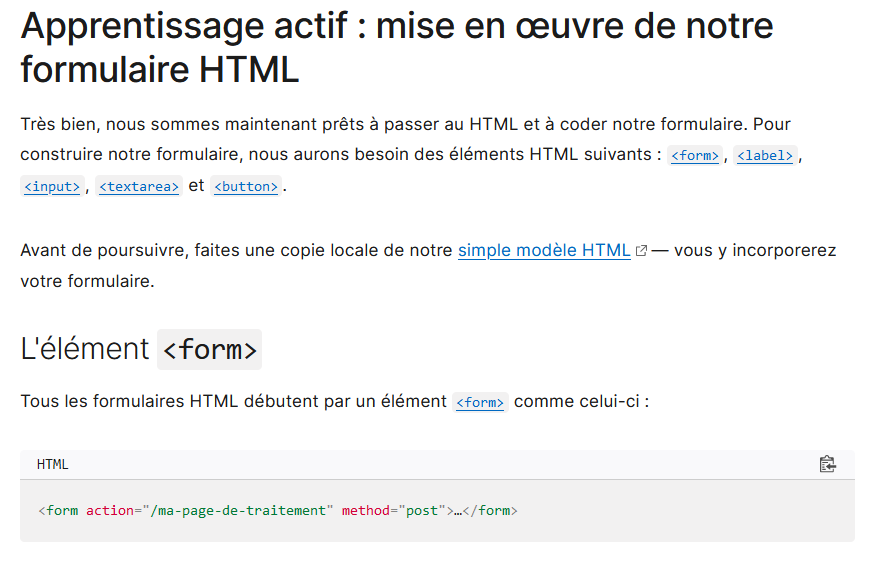 Apprentissage actif : mise en œuvre de notre
formulaire HTML
Très bien, nous sommes maintenant prêts à passer au HTML et à coder notre formulaire. Pour
construire notre formulaire, nous aurons besoin des éléments HTML suivants : <form>, <label>,
<input>, <textarea> et <button>.
Avant de poursuivre, faites une copie locale de notre simple modèle HTML — vous y incorporerez
votre formulaire.
L'élément <form>
Tous les formulaires HTML débutent par un élément <form> comme celui-ci :
HTML
<form action="/ma-page-de-traitement" method="post">…</form>